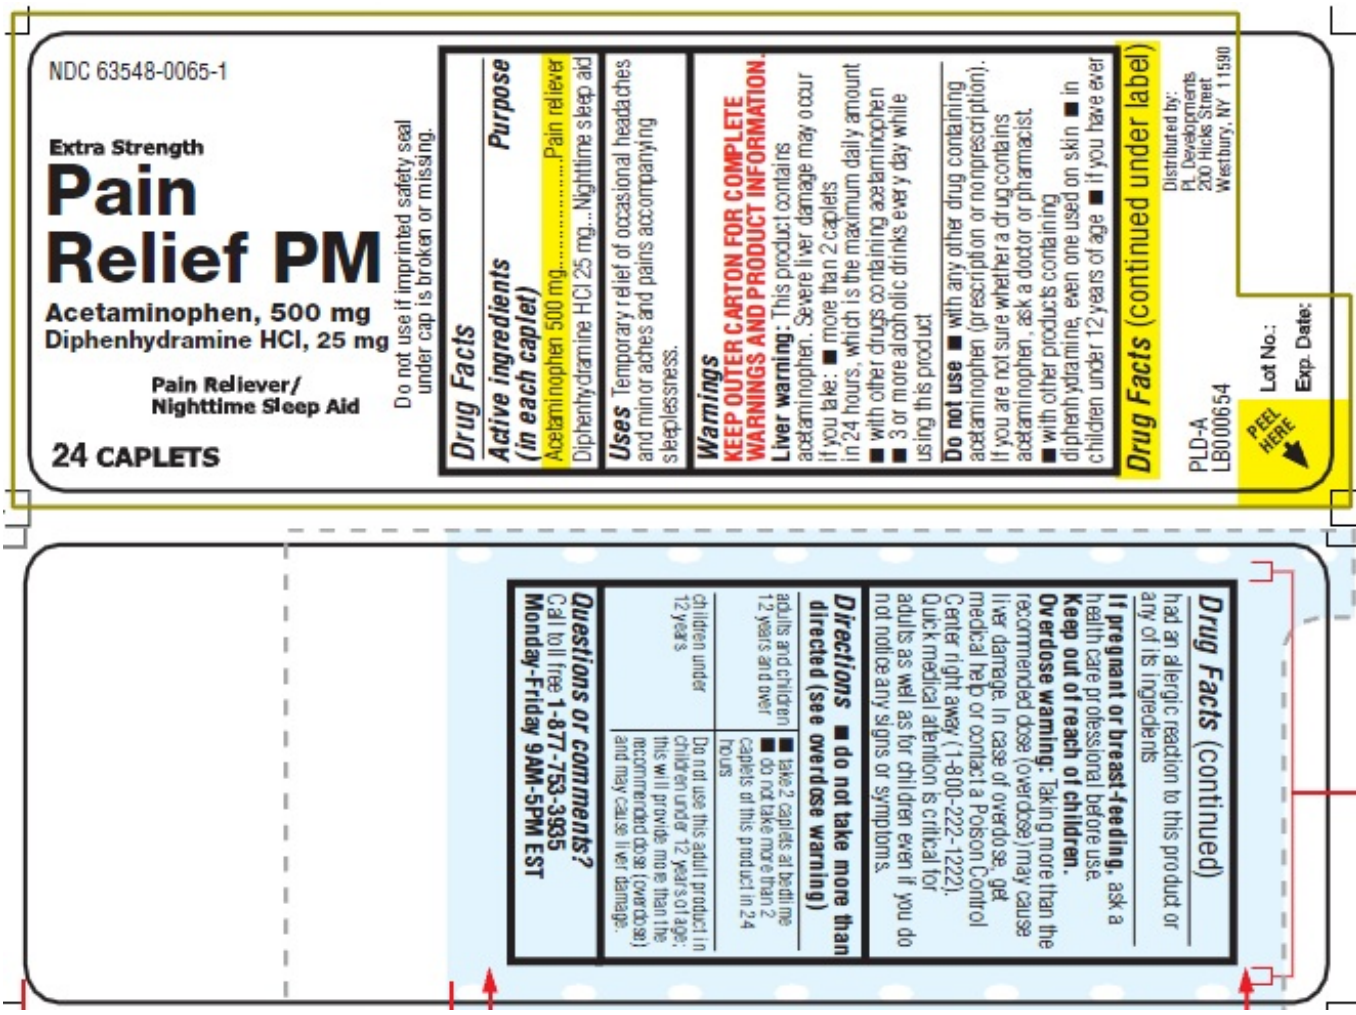 NDC 63548-0065-1
Extra Strength
Pain
Relief PM
Acetaminophen, 500 mg
Diphenhydramine HCl, 25 mg
Pain Reliever/
Nighttime Sleep Aid
24 CAPLETS
Do not use if imprinted safety seal
under cap is broken or missing.
Drug Facts
Active ingredients Purpose
(in each caplet)
Acetaminophen 500 mg....................Pain reliever
Diphenhydramine HCl 25 mg...Nighttime sleep aid
Uses Temporary relief of occasional headaches
and minor aches and pains accompanying
sleeplessness.
Warnings
KEEP OUTER CARTON FOR COMPLETE
WARNINGS AND PRODUCT INFORMATION.
Liver warning: This product contains
acetaminophen. Severe liver damage may occur
if you take: ■ more than 2 caplets
in 24 hours, which is the maximum daily amount
■ with other drugs containing acetaminophen
■ 3 or more alcoholic drinks every day while
using this product
Do not use ■ with any other drug containing
acetaminophen (prescription or nonprescription).
If you are not sure whether a drug contains
acetaminophen, ask a doctor or pharmacist.
■ with other products containing
diphenhydramine, even one used on skin ■ in
children under 12 years of age ■ if you have ever
Drug Facts (continued under label)
Distributed by:
PL Developments
200 Hicks Street
Westbury, NY 11590
PLD-A
LB000654
Lot No.:
Exp. Date:
PEEL
HERE
Drug Facts (continued)
had an allergic reaction to this product or
any of its ingredients
If pregnant or breast-feeding, ask a
health care professional before use.
Keep out of reach of children.
Overdose warning: Taking more than the
recommended dose (overdose) may cause
liver damage. In case of overdose, get
medical help or contact a Poison Control
Center right away (1-800-222-1222).
Quick medical attention is critical for
adults as well as for children even if you do
not notice any signs or symptoms.
Directions ■ do not take more than
directed (see overdose warning)
adults and children
12 years and over
■ take 2 caplets at bedtime
■ do not take more than 2
caplets of this product in 24
hours
children under
12 years
Do not use this adult product in
children under 12 years of age;
this will provide more than the
recommended dose (overdose)
and may cause liver damage.
Questions or comments?
Call toll free 1-877-753-3935
Monday-Friday 9AM-5PM EST